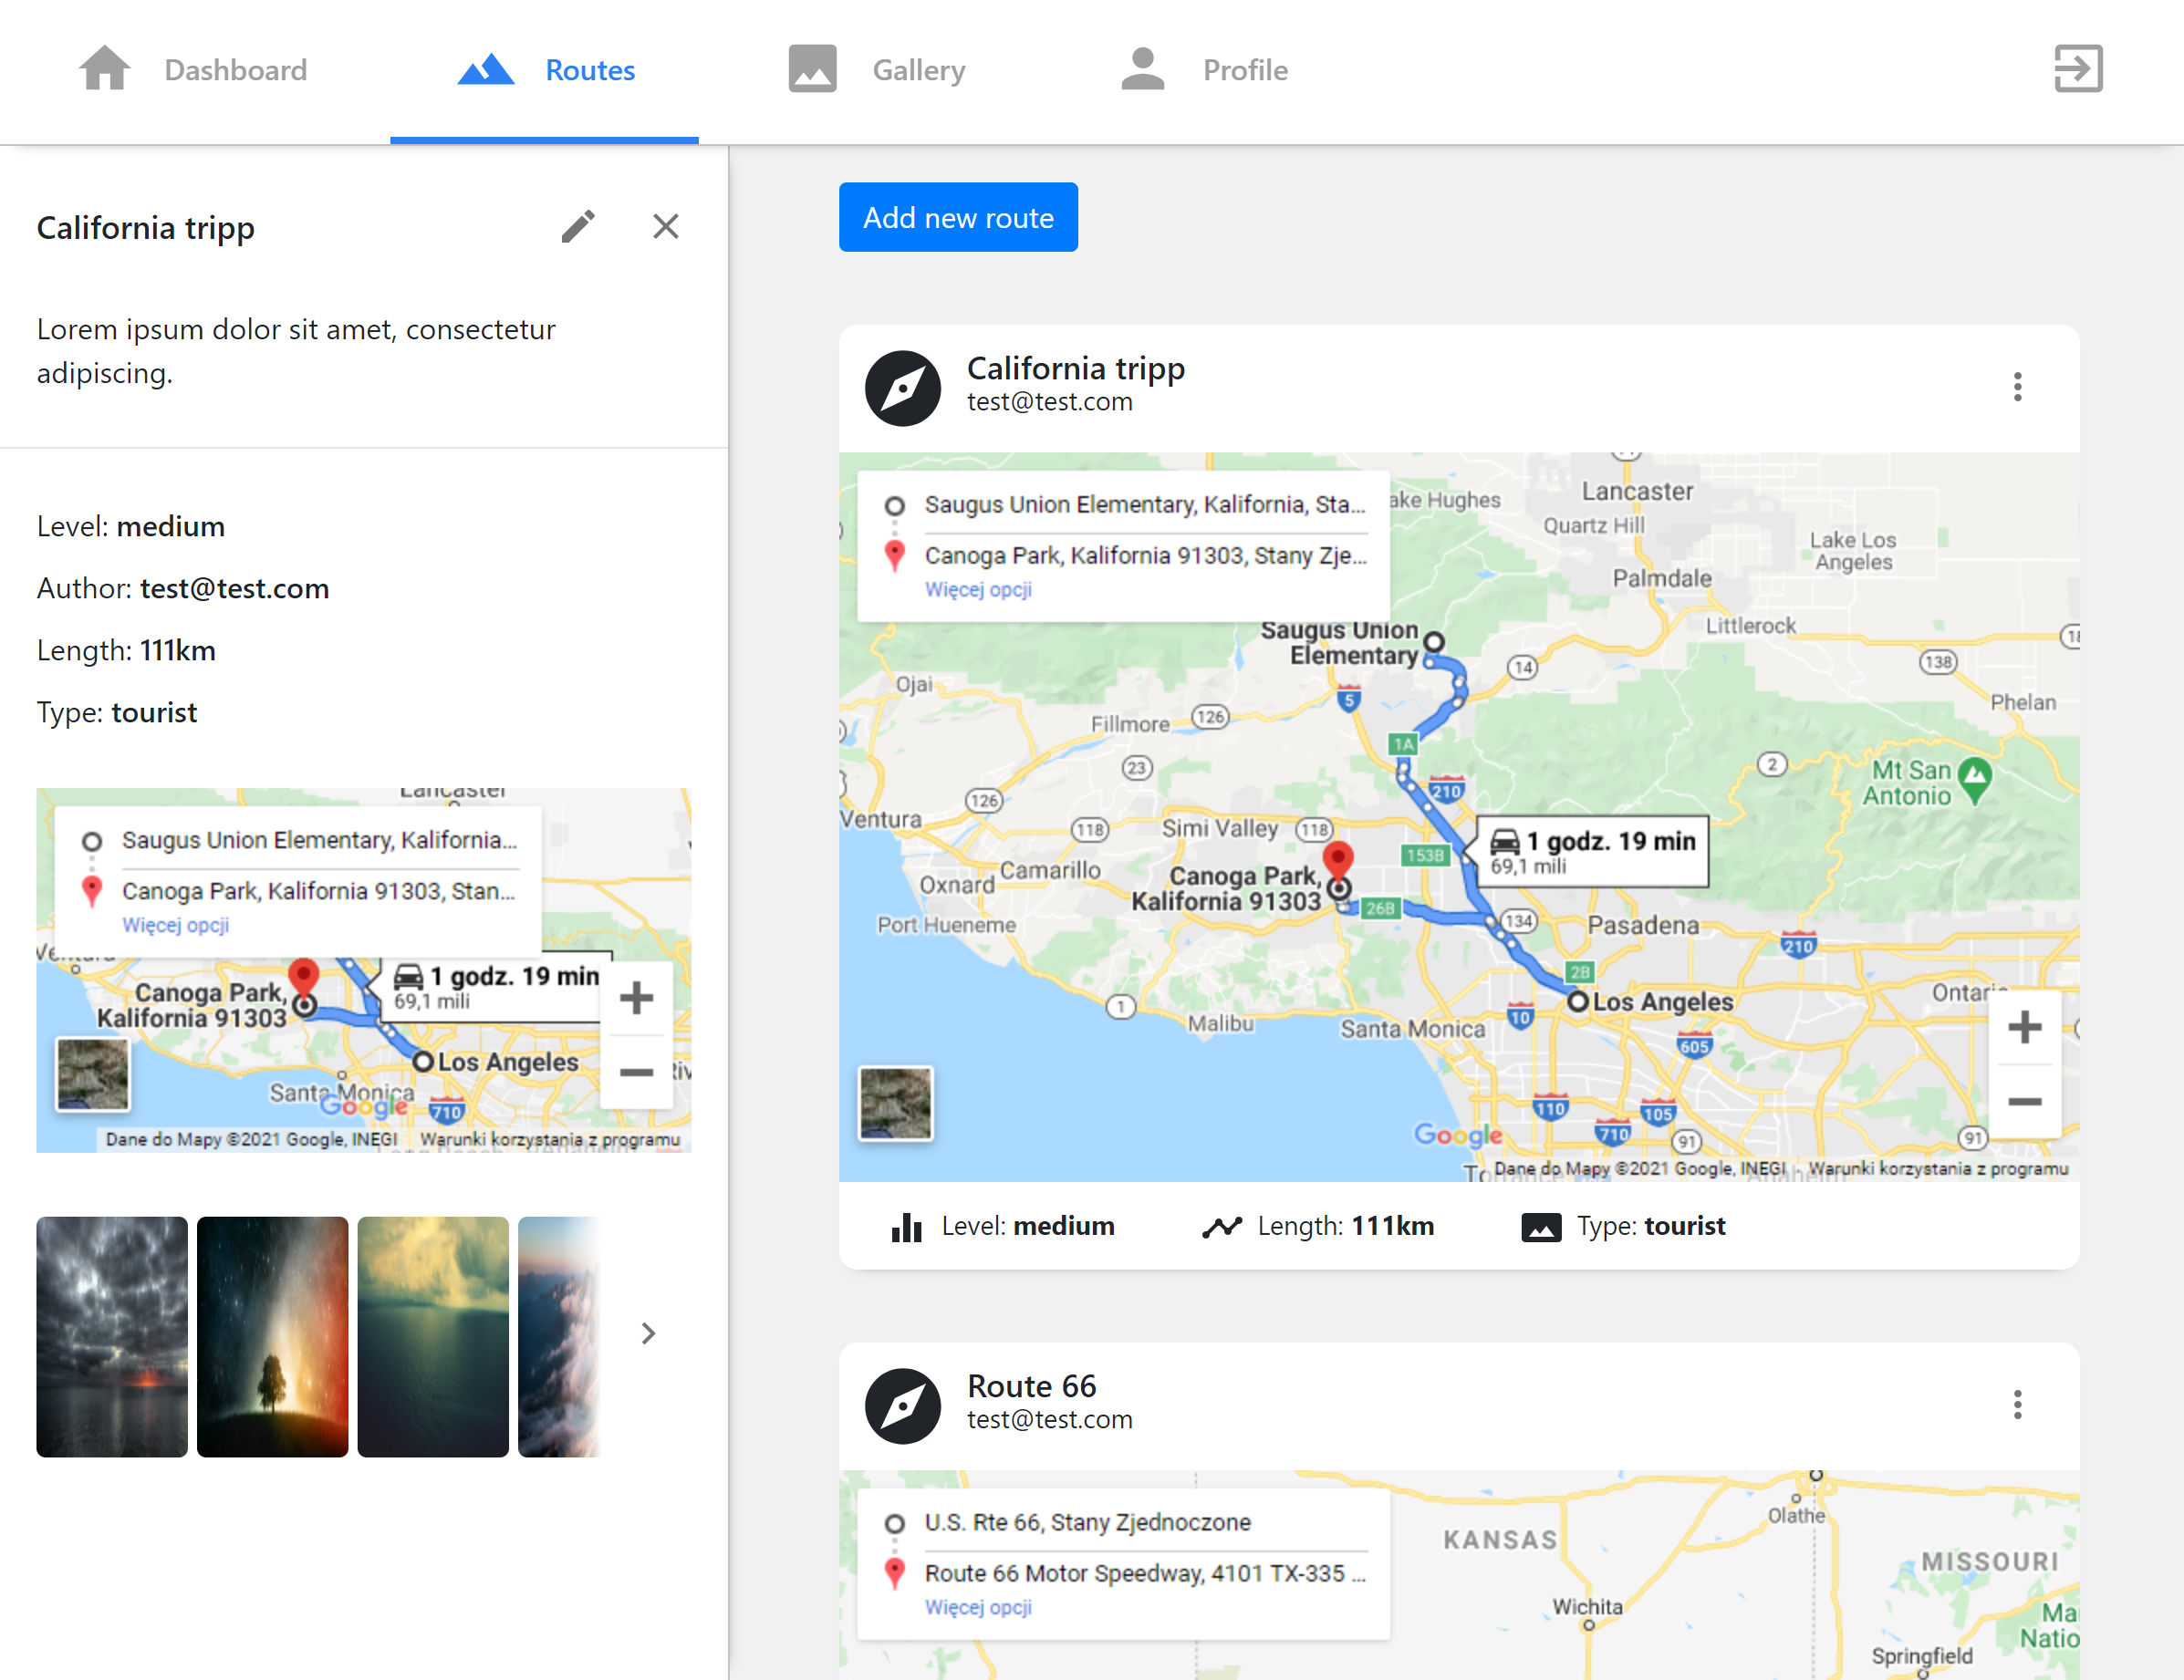 Dashboard
Routes
Gallery
Profile
California tripp
Lorem ipsum dolor sit amet, consectetur
adipiscing.
Level: medium
Author: test@test.com
Length: 111km
Type: tourist
Lancaster
Saugus Union Elementary, Kalifornia...
Canoga Park, Kalifornia 91303, Stan...
Więcej opcji
1 godz. 19 min
69,1 mili
Canoga Park,
Kalifornia 91303
Los Angeles
Santa Monica
Google
710
Dane do Mapy ©2021 Google, INEGI
Warunki korzystania z programu
Add new route
California tripp
test@test.com
Saugus Union Elementary, Kalifornia, Sta...
Canoga Park, Kalifornia 91303, Stany Zje...
Więcej opcji
ake Hughes
Lancaster
Quartz Hill
Lake Los
Angeles
Palmdale
Littlerock
Saugus Union
Elementary
14
138
18
Ojai
5
Phelan
Fillmore
126
1A
23
2
Mt San
Antonio
210
126
Ventura
118
Simi Valley
118
1 godz. 19 min
69,1 mili
153B
Camarillo
Oxnard
Canoga Park,
Kalifornia 91303
26B
134
Pasadena
Port Hueneme
210
2B
Ontario
1
Los Angeles
Malibu
Santa Monica
10
605
110
105
710
91
91
Google
Dane do Mapy ©2021 Google, INEGI
Warunki korzystania z programu
Level: medium
Length: 111km
Type: tourist
Route 66
test@test.com
U.S. Rte 66, Stany Zjednoczone
Route 66 Motor Speedway, 4101 TX-335 ...
Więcej opcji
Olathe
KANSAS
MISSOURI
Wichita
Ma
Natio
Springfield